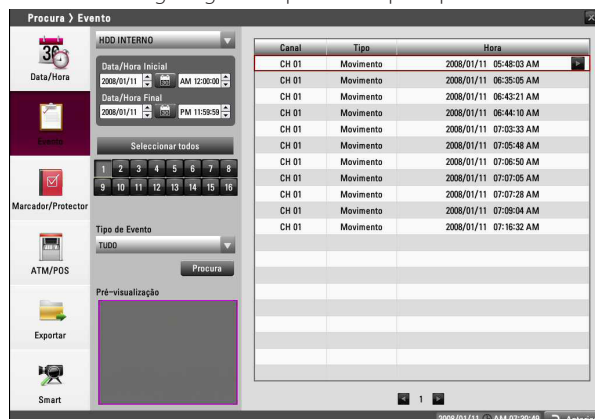 Procura 〉 Evento
Data/Hora
Evento
Marcador/Protector
ATM/POS
Exportar
Smart
HDD INTERNO
Data/Hora Inicial
2008/01/11 AM 12:00:00
Data/Hora Final
2008/01/11 PM 11:59:59
Seleccionar todos
1 2 3 4 5 6 7 8
9 10 11 12 13 14 15 16
Tipo de Evento
TUDO
Procura
Pré-visualização
Canal Tipo Hora
CH 01 Movimento 2008/01/11 05:48:03 AM
CH 01 Movimento 2008/01/11 06:35:05 AM
CH 01 Movimento 2008/01/11 06:43:21 AM
CH 01 Movimento 2008/01/11 06:44:10 AM
CH 01 Movimento 2008/01/11 07:03:33 AM
CH 01 Movimento 2008/01/11 07:05:48 AM
CH 01 Movimento 2008/01/11 07:06:50 AM
CH 01 Movimento 2008/01/11 07:07:05 AM
CH 01 Movimento 2008/01/11 07:07:28 AM
CH 01 Movimento 2008/01/11 07:09:04 AM
CH 01 Movimento 2008/01/11 07:16:32 AM
1
2008/01/11 AM 07:30:49